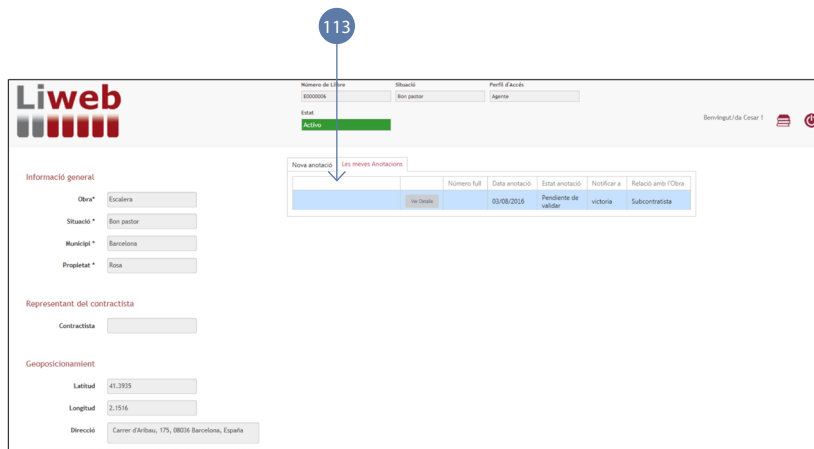 113
Liweb
Número de Llibre
Situació
Perfil d'Accés
E0000006
Bon pastor
Agente
Estat
Activo
Benvingut/da Cesar !
Nova anotació
Les meves Anotacions
Número full
Data anotació
Estat anotació
Notificar a
Relació amb l'Obra
Ver Detalle
03/08/2016
Pendiente de
validar
victoria
Subcontratista
Informació general
Obra*
Escalera
Situació *
Bon pastor
Municipi *
Barcelona
Propietat *
Rosa
Representant del contractista
Contractista
Geoposicionamient
Latitud
41.3935
Longitud
2.1516
Direcció
Carrer d'Aribau, 175, 08036 Barcelona, España